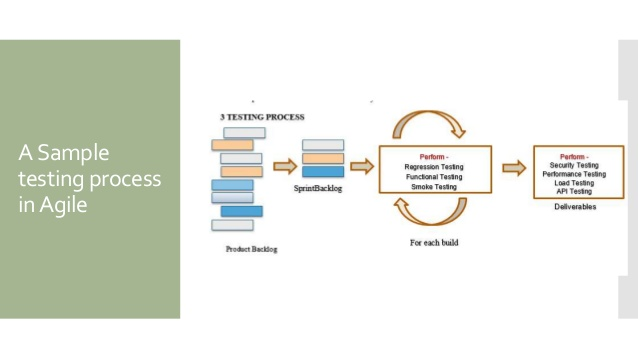 A Sample
testing process
in Agile
3 TESTING PROCESS
Product Backlog
SprintBacklog
Perform -
Regression Testing
Functional Testing
Smoke Testing
For each build
Perform -
Security Testing
Performance Testing
Load Testing
API Testing
Deliverables